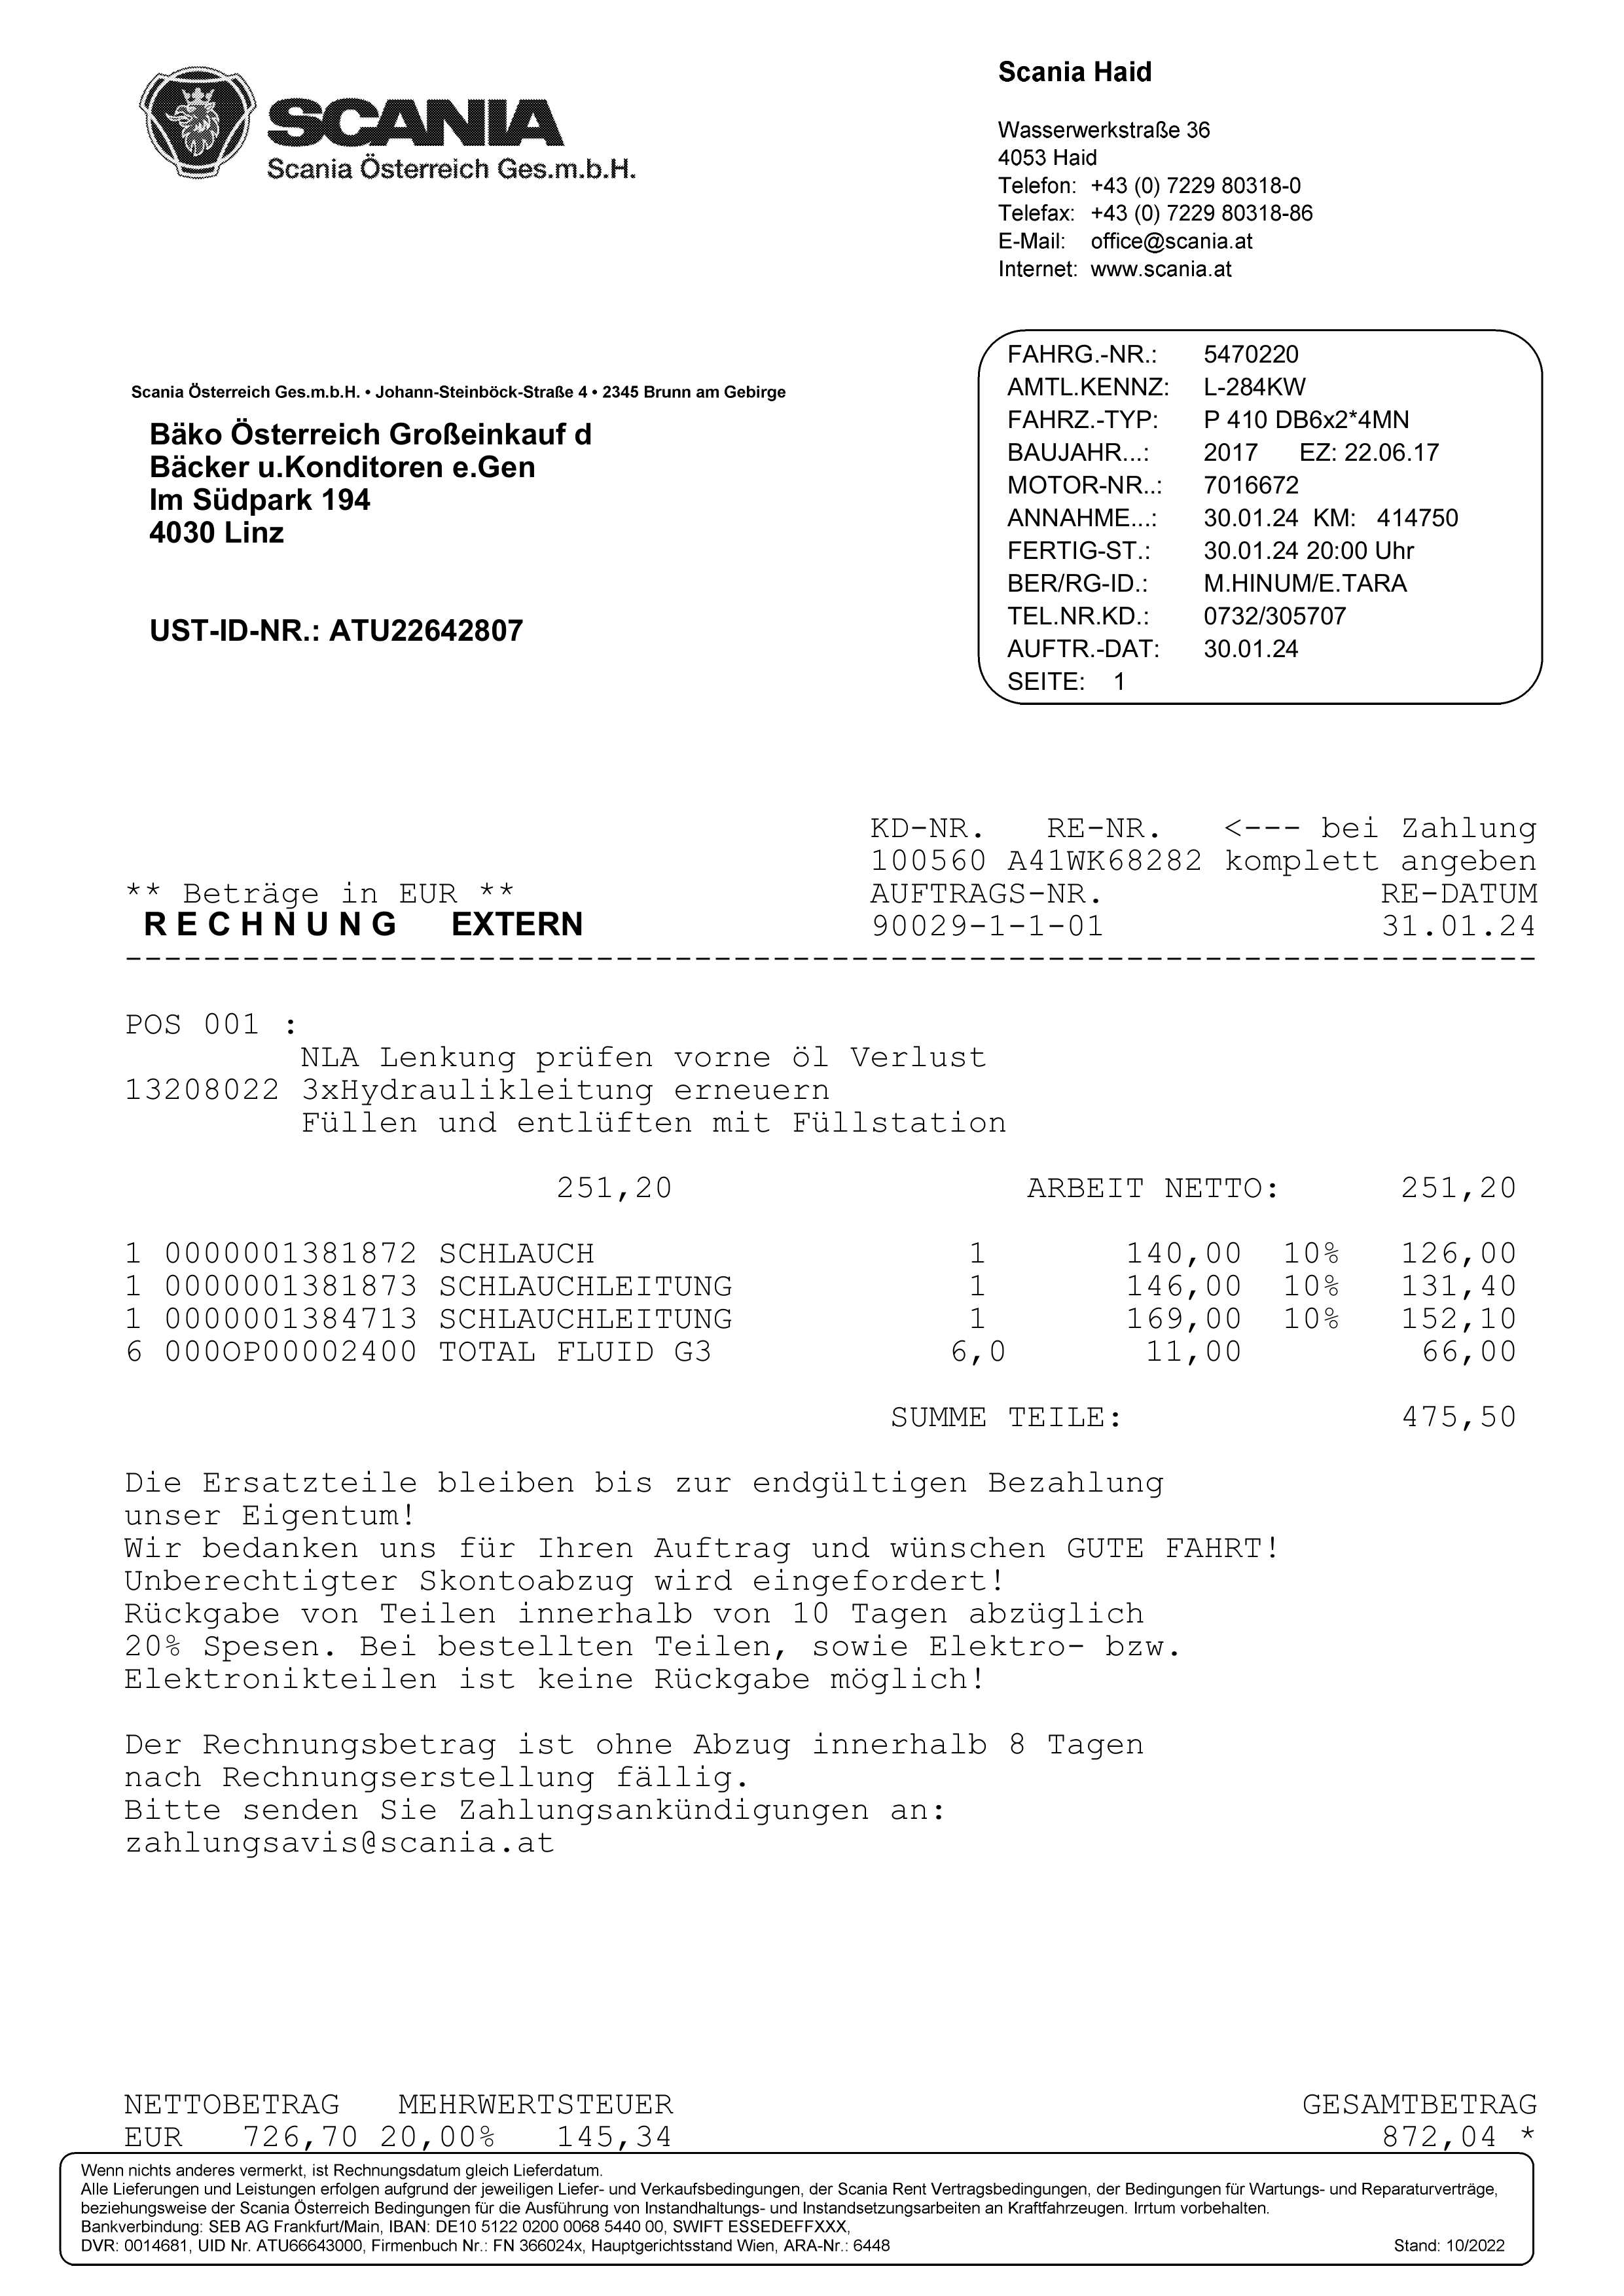 SCANIA
Scania Österreich Ges.m.b.H.
Scania Haid
Wasserwerkstraße 36
4053 Haid
Telefon: +43 (0) 7229 80318-0
Telefax: +43 (0) 7229 80318-86
E-Mail: office@scania.at
Internet: www.scania.at
Scania Österreich Ges.m.b.H. • Johann-Steinböck-Straße 4 • 2345 Brunn am Gebirge
Bäko Österreich Großeinkauf d
Bäcker u.Konditoren e.Gen
Im Südpark 194
4030 Linz
UST-ID-NR.: ATU22642807
FAHRG.-NR.: 5470220
AMTL.KENNZ: L-284KW
FAHRZ.-TYP: P 410 DB6x2*4MN
BAUJAHR...: 2017 EZ: 22.06.17
MOTOR-NR..: 7016672
ANNAHME...: 30.01.24 KM: 414750
FERTIG-ST.: 30.01.24 20:00 Uhr
BER/RG-ID.: M.HINUM/E.TARA
TEL.NR.KD.: 0732/305707
AUFTR.-DAT: 30.01.24
SEITE: 1
KD-NR. RE-NR. <--- bei Zahlung
100560 A41WK68282 komplett angeben
** Beträge in EUR ** AUFTRAGS-NR. RE-DATUM
R E C H N U N G EXTERN 90029-1-1-01 31.01.24
------------------------------------------------------------------------
POS 001 :
NLA Lenkung prüfen vorne öl Verlust
13208022 3xHydraulikleitung erneuern
Füllen und entlüften mit Füllstation
251,20 ARBEIT NETTO: 251,20
1 0000001381872 SCHLAUCH 1 140,00 10% 126,00
1 0000001381873 SCHLAUCHLEITUNG 1 146,00 10% 131,40
1 0000001384713 SCHLAUCHLEITUNG 1 169,00 10% 152,10
6 000OP00002400 TOTAL FLUID G3 6,0 11,00 66,00
SUMME TEILE: 475,50
Die Ersatzteile bleiben bis zur endgültigen Bezahlung
unser Eigentum!
Wir bedanken uns für Ihren Auftrag und wünschen GUTE FAHRT!
Unberechtigter Skontoabzug wird eingefordert!
Rückgabe von Teilen innerhalb von 10 Tagen abzüglich
20% Spesen. Bei bestellten Teilen, sowie Elektro- bzw.
Elektronikteilen ist keine Rückgabe möglich!
Der Rechnungsbetrag ist ohne Abzug innerhalb 8 Tagen
nach Rechnungserstellung fällig.
Bitte senden Sie Zahlungsankündigungen an:
zahlungsavis@scania.at
NETTOBETRAG MEHRWERTSTEUER GESAMTBETRAG
EUR 726,70 20,00% 145,34 872,04 *
Wenn nichts anderes vermerkt, ist Rechnungsdatum gleich Lieferdatum.
Alle Lieferungen und Leistungen erfolgen aufgrund der jeweiligen Liefer- und Verkaufsbedingungen, der Scania Rent Vertragsbedingungen, der Bedingungen für Wartungs- und Reparaturverträge,
beziehungsweise der Scania Österreich Bedingungen für die Ausführung von Instandhaltungs- und Instandsetzungsarbeiten an Kraftfahrzeugen. Irrtum vorbehalten.
Bankverbindung: SEB AG Frankfurt/Main, IBAN: DE10 5122 0200 0068 5440 00, SWIFT ESSEDEFFXXX,
DVR: 0014681, UID Nr. ATU66643000, Firmenbuch Nr.: FN 366024x, Hauptgerichtsstand Wien, ARA-Nr.: 6448 Stand: 10/2022